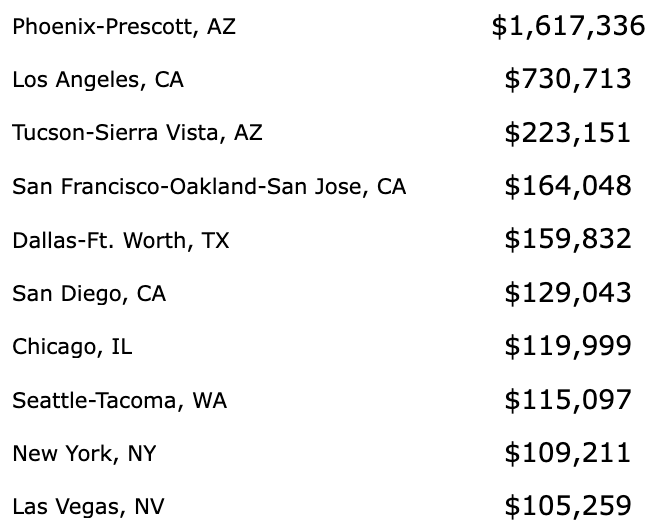 Phoenix-Prescott, AZ $1,617,336
Los Angeles, CA $730,713
Tucson-Sierra Vista, AZ $223,151
San Francisco-Oakland-San Jose, CA $164,048
Dallas-Ft. Worth, TX $159,832
San Diego, CA $129,043
Chicago, IL $119,999
Seattle-Tacoma, WA $115,097
New York, NY $109,211
Las Vegas, NV $105,259